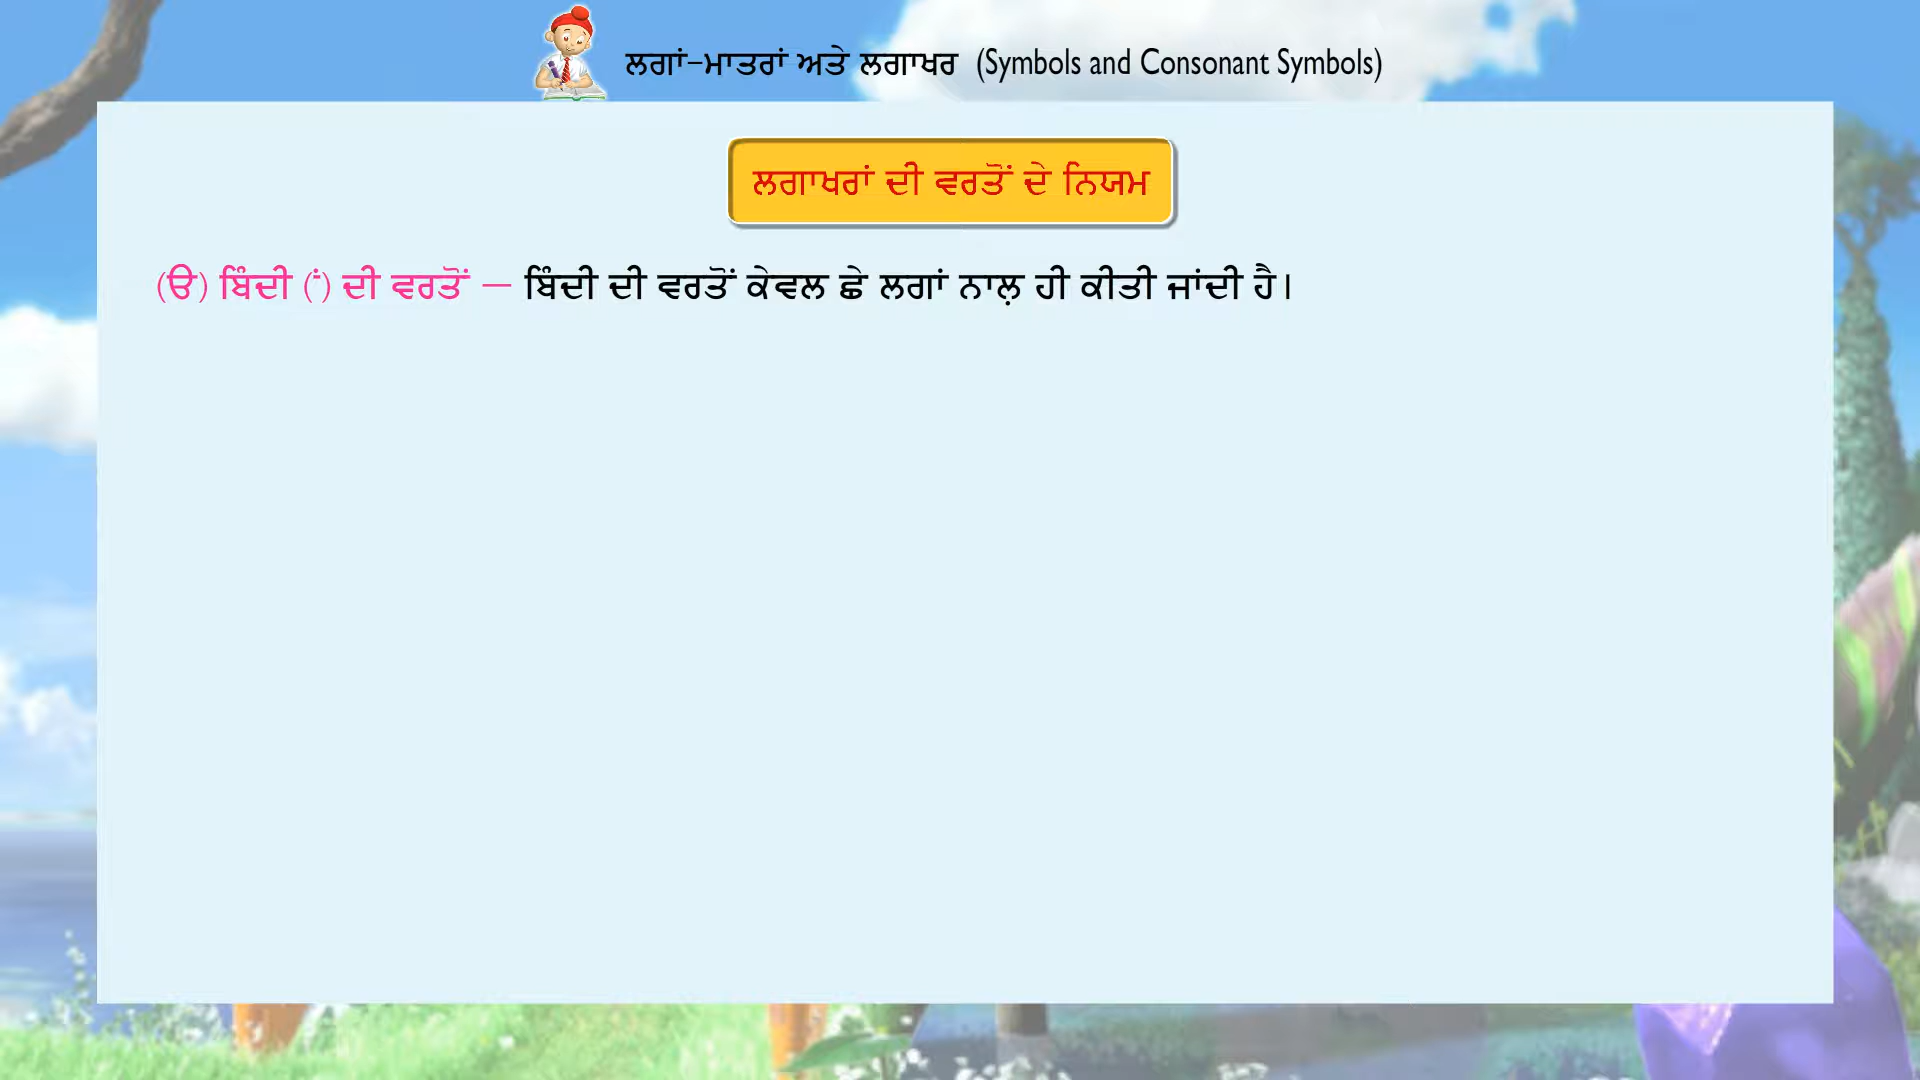 ਲਗਾਂ-ਮਾਤਰਾਂ ਅਤੇ ਲਗਾਖਰ (Symbols and Consonant Symbols)
ਲਗਾਖਰਾਂ ਦੀ ਵਰਤੋਂ ਦੇ ਨਿਯਮ
(ੳ) ਬਿੰਦੀ (ਂ) ਦੀ ਵਰਤੋਂ — ਬਿੰਦੀ ਦੀ ਵਰਤੋਂ ਕੇਵਲ ਛੇ ਲਗਾਂ ਨਾਲ਼ ਹੀ ਕੀਤੀ ਜਾਂਦੀ ਹੈ।